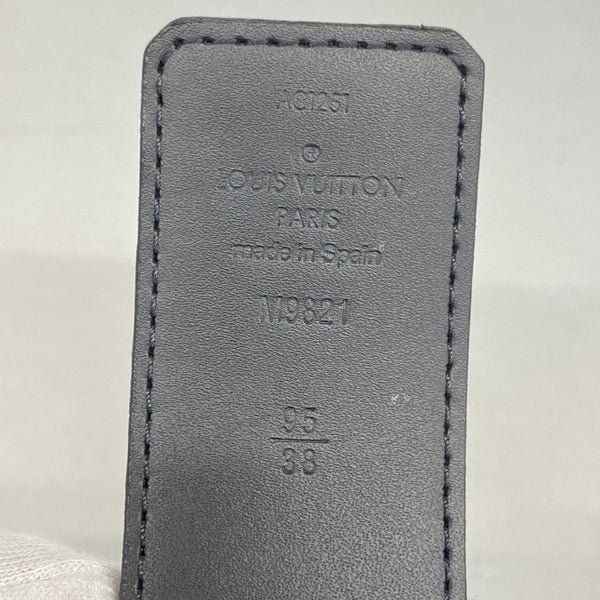 AC1251
®
LOUIS VUITTON
PARIS
made in Spain
M9821
95
38